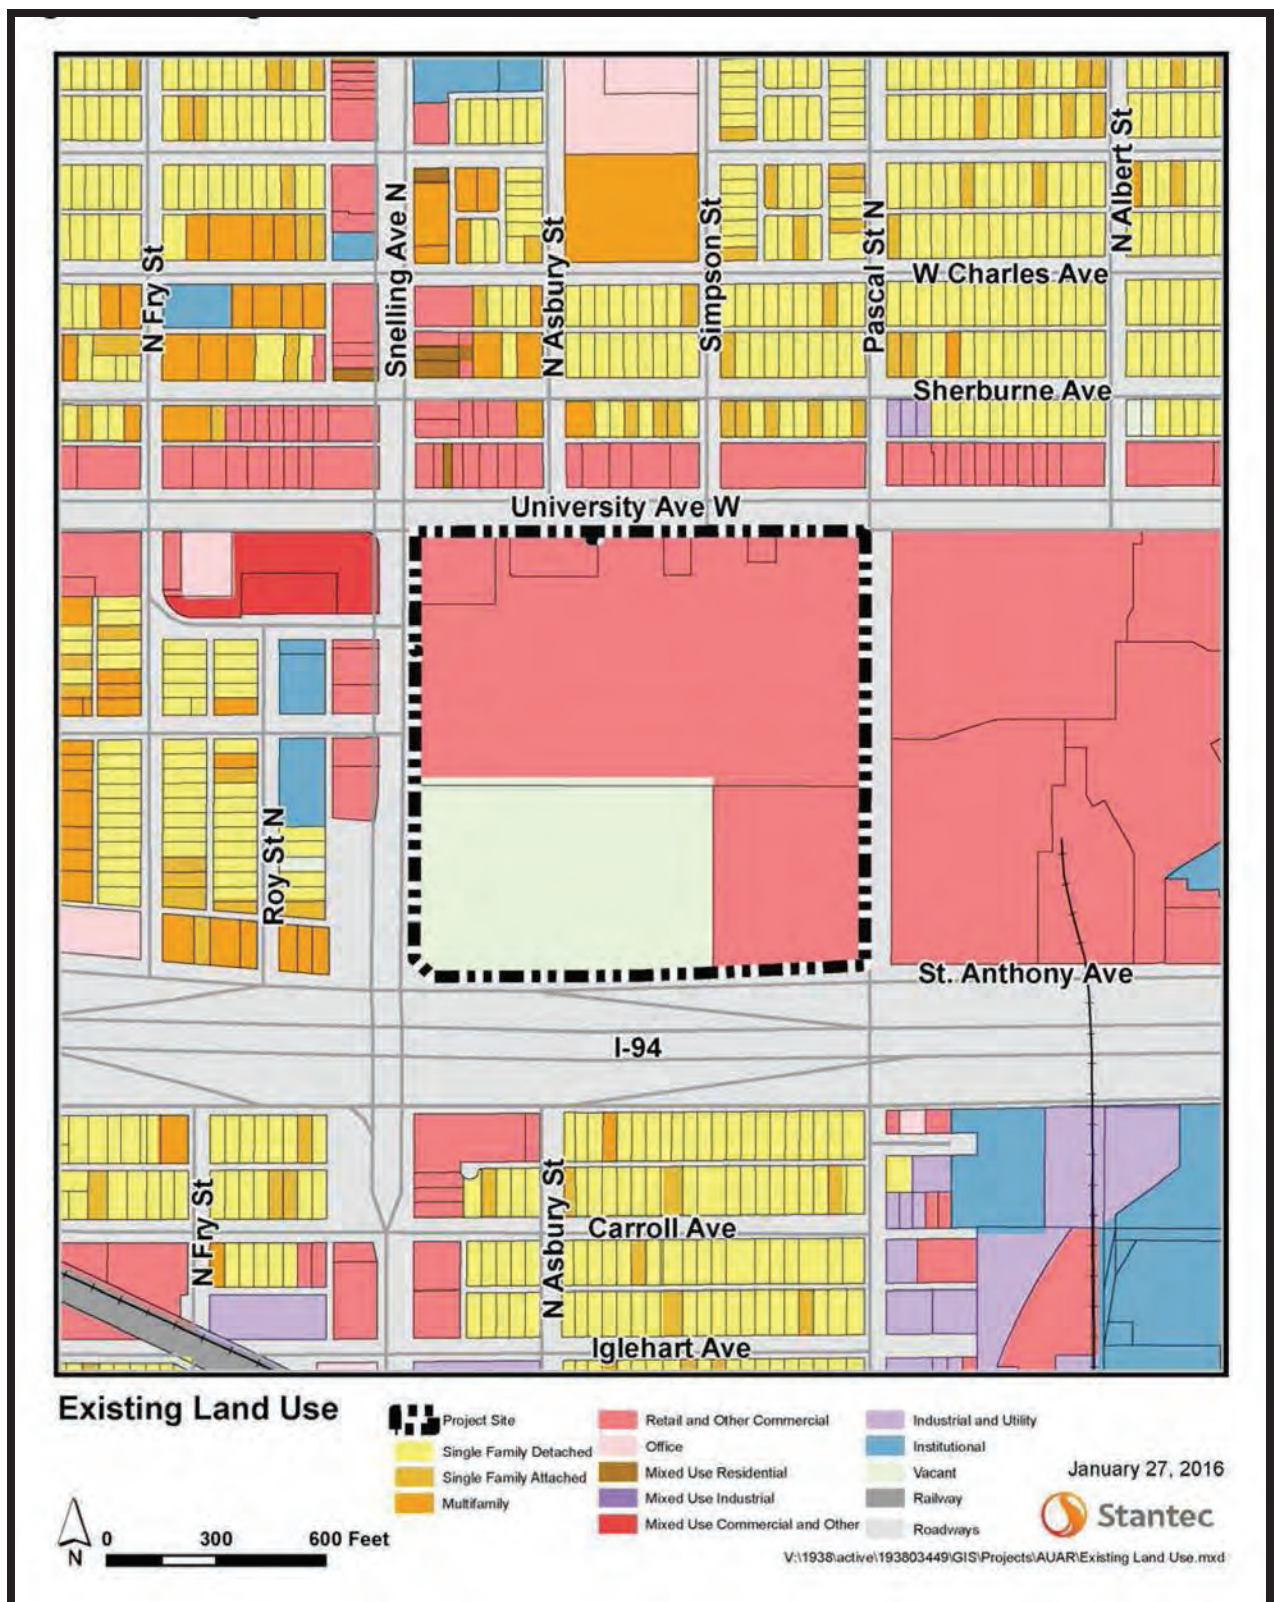 N Fry St
Snelling Ave N
N Asbury St
Simpson St
Pascal St N
N Albert St
W Charles Ave
Sherburne Ave
University Ave W
Roy St N
St. Anthony Ave
I-94
N Fry St
N Asbury St
Carroll Ave
Iglehart Ave
Existing Land Use
Project Site
Single Family Detached
Single Family Attached
Multifamily
Retail and Other Commercial
Office
Mixed Use Residential
Mixed Use Industrial
Mixed Use Commercial and Other
Industrial and Utility
Institutional
Vacant
Railway
Roadways
January 27, 2016
Stantec
N
0 300 600 Feet
V:\1938\active\193803449\GIS\Projects\AUAR\Existing Land Use.mxd